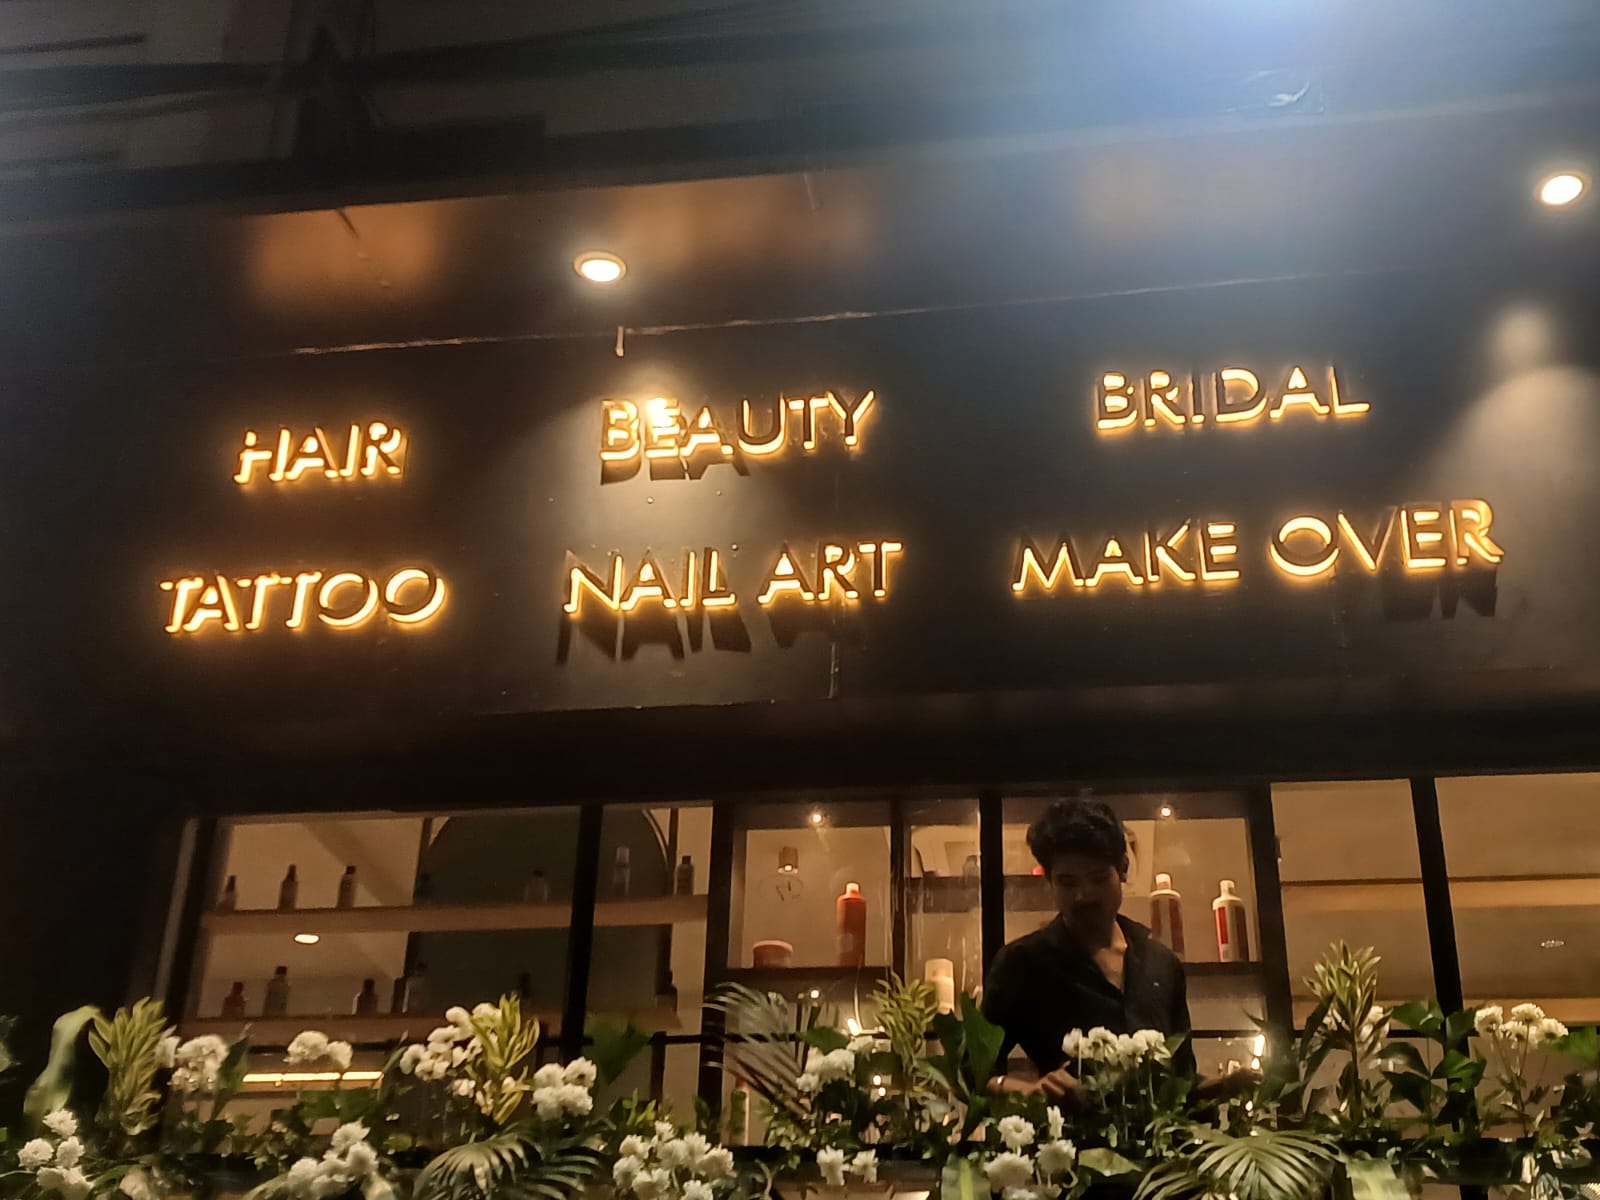 HAIR BEAUTY BRIDAL
TATTOO NAIL ART MAKE OVER